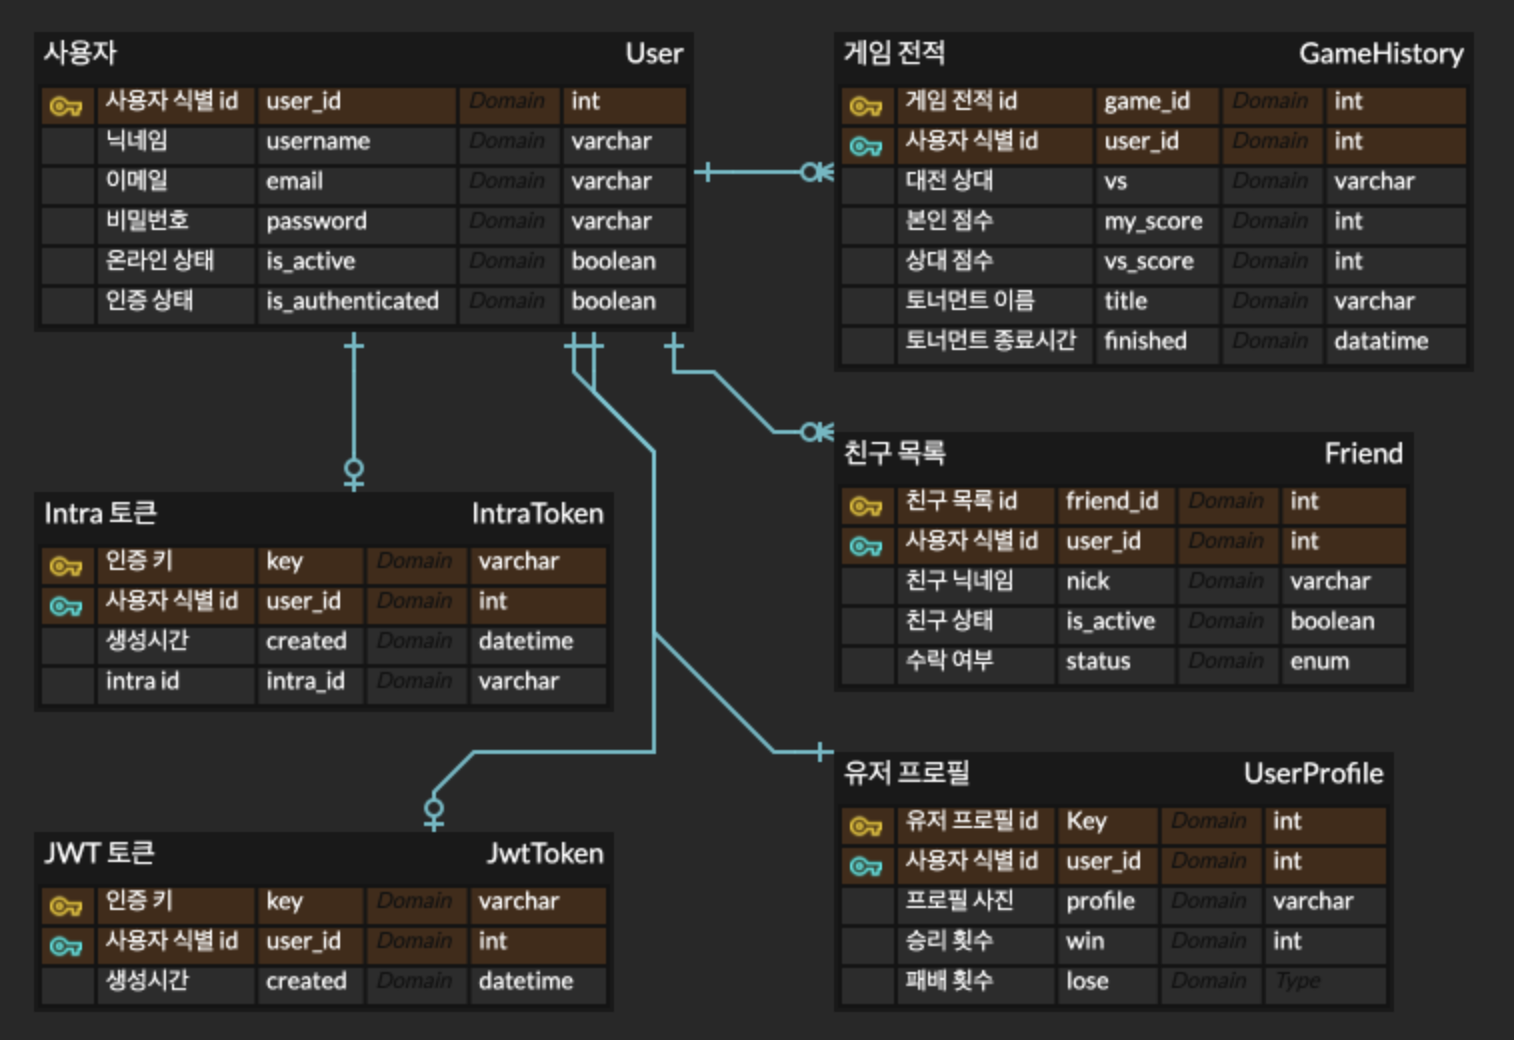 사용자 User
사용자 식별 id user_id Domain int
닉네임 username Domain varchar
이메일 email Domain varchar
비밀번호 password Domain varchar
온라인 상태 is_active Domain boolean
인증 상태 is_authenticated Domain boolean
게임 전적 GameHistory
게임 전적 id game_id Domain int
사용자 식별 id user_id Domain int
대전 상대 vs Domain varchar
본인 점수 my_score Domain int
상대 점수 vs_score Domain int
토너먼트 이름 title Domain varchar
토너먼트 종료시간 finished Domain datatime
Intra 토큰 IntraToken
인증 키 key Domain varchar
사용자 식별 id user_id Domain int
생성시간 created Domain datetime
intra id intra_id Domain varchar
친구 목록 Friend
친구 목록 id friend_id Domain int
사용자 식별 id user_id Domain int
친구 닉네임 nick Domain varchar
친구 상태 is_active Domain boolean
수락 여부 status Domain enum
JWT 토큰 JwtToken
인증 키 key Domain varchar
사용자 식별 id user_id Domain int
생성시간 created Domain datetime
유저 프로필 UserProfile
유저 프로필 id Key Domain int
사용자 식별 id user_id Domain int
프로필 사진 profile Domain varchar
승리 횟수 win Domain int
패배 횟수 lose Domain Type